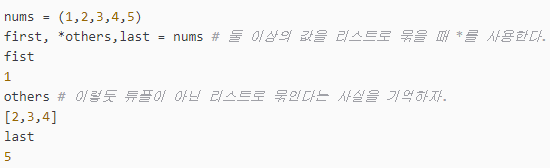 nums = (1,2,3,4,5)
first, *others,last = nums # 둘 이상의 값을 리스트로 묶을 때 *를 사용한다.
fist
1
others # 이렇듯 튜플이 아닌 리스트로 묶인다는 사실을 기억하자.
[2,3,4]
last
5